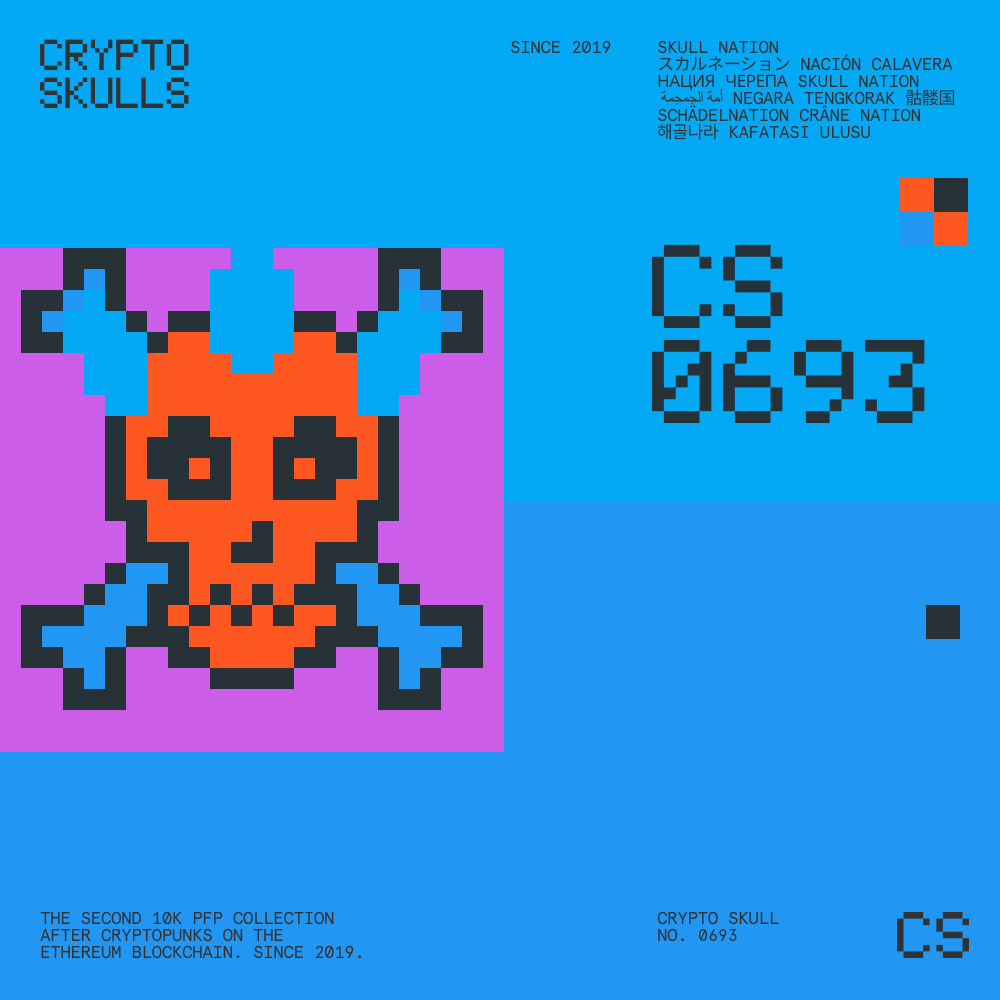 CRYPTO
SKULLS
SINCE 2019
SKULL NATION
スカルネーション NACIÓN CALAVERA
НАЦИЯ ЧЕРЕПА SKULL NATION
أمة الجمجمة NEGARA TENGKORAK 骷髅国
SCHÄDELNATION CRÂNE NATION
해골나라 KAFATASI ULUSU
CS
0693
THE SECOND 10K PFP COLLECTION
AFTER CRYPTOPUNKS ON THE
ETHEREUM BLOCKCHAIN. SINCE 2019.
CRYPTO SKULL
NO. 0693
CS